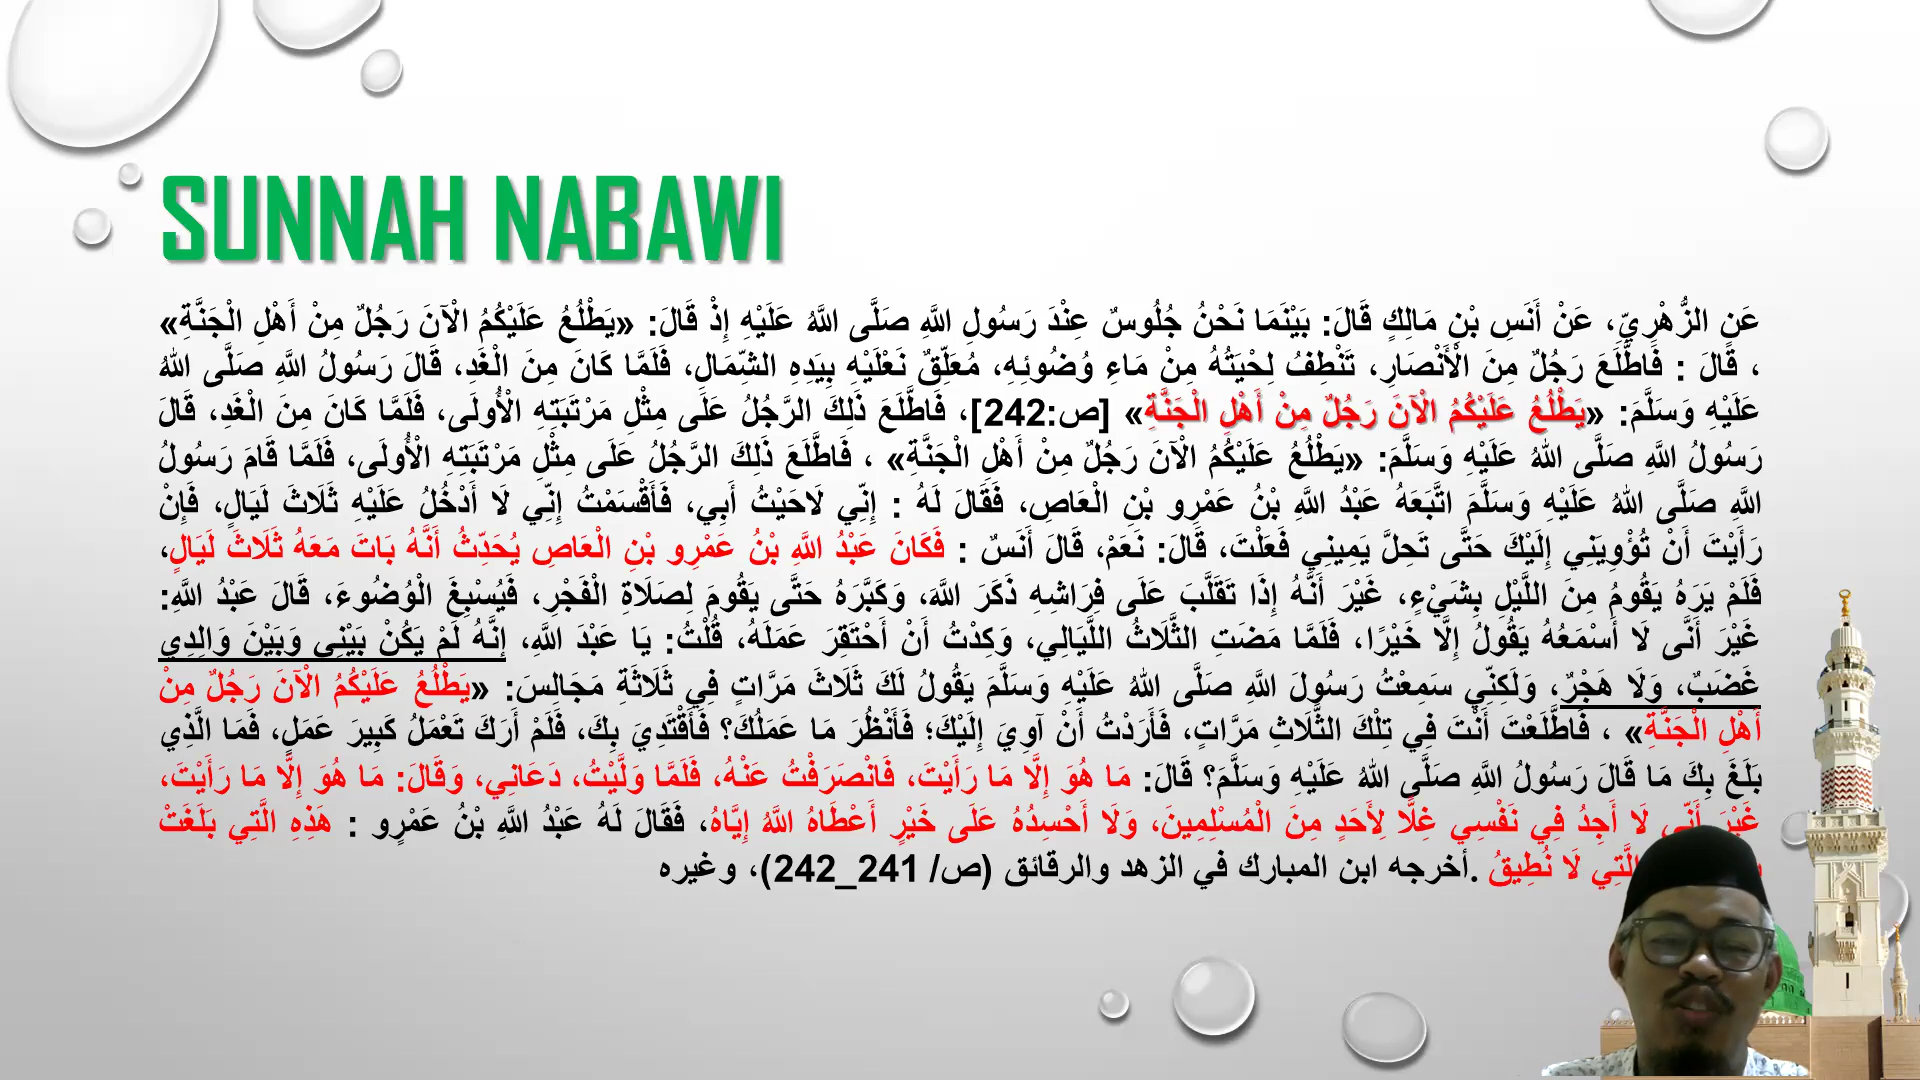 SUNNAH NABAWI
عَنِ الزُّهْرِيِّ، عَنْ أَنَسِ بْنِ مَالِكٍ قَالَ: بَيْنَمَا نَحْنُ جُلُوسٌ عِنْدَ رَسُولِ اللَّهِ صَلَّى اللَّهُ عَلَيْهِ إِذْ قَالَ: «يَطْلُعُ عَلَيْكُمُ الْآنَ رَجُلٌ مِنْ أَهْلِ الْجَنَّةِ»
، قَالَ : فَاطَّلَعَ رَجُلٌ مِنَ الْأَنْصَارِ، تَنْطِفُ لِحْيَتُهُ مِنْ مَاءِ وُضُوئِهِ، مُعَلِّقٌ نَعْلَيْهِ بِيَدِهِ الشِّمَالِ، فَلَمَّا كَانَ مِنَ الْغَدِ، قَالَ رَسُولُ اللَّهِ صَلَّى اللهُ
عَلَيْهِ وَسَلَّمَ: «يَطْلُعُ عَلَيْكُمُ الْآنَ رَجُلٌ مِنْ أَهْلِ الْجَنَّةِ» [ص:242]، فَاطَّلَعَ ذَلِكَ الرَّجُلُ عَلَى مِثْلِ مَرْتَبَتِهِ الْأُولَى، فَلَمَّا كَانَ مِنَ الْغَدِ، قَالَ
رَسُولُ اللَّهِ صَلَّى اللهُ عَلَيْهِ وَسَلَّمَ: «يَطْلُعُ عَلَيْكُمُ الْآنَ رَجُلٌ مِنْ أَهْلِ الْجَنَّةِ» ، فَاطَّلَعَ ذَلِكَ الرَّجُلُ عَلَى مِثْلِ مَرْتَبَتِهِ الْأُولَى، فَلَمَّا قَامَ رَسُولُ
اللَّهِ صَلَّى اللهُ عَلَيْهِ وَسَلَّمَ اتَّبَعَهُ عَبْدُ اللَّهِ بْنُ عَمْرِو بْنِ الْعَاصِ، فَقَالَ لَهُ : إِنِّي لَاحَيْتُ أَبِي، فَأَقْسَمْتُ إِنِّي لَا أَدْخُلُ عَلَيْهِ ثَلَاثَ لَيَالٍ، فَإِنْ
رَأَيْتَ أَنْ تُؤْوِيَنِي إِلَيْكَ حَتَّى تَحِلَّ يَمِينِي فَعَلْتَ، قَالَ: نَعَمْ، قَالَ أَنَسٌ : فَكَانَ عَبْدُ اللَّهِ بْنُ عَمْرِو بْنِ الْعَاصِ يُحَدِّثُ أَنَّهُ بَاتَ مَعَهُ ثَلَاثَ لَيَالٍ،
فَلَمْ يَرَهُ يَقُومُ مِنَ اللَّيْلِ بِشَيْءٍ، غَيْرَ أَنَّهُ إِذَا تَقَلَّبَ عَلَى فِرَاشِهِ ذَكَرَ اللَّهَ، وَكَبَّرَهُ حَتَّى يَقُومَ لِصَلَاةِ الْفَجْرِ، فَيُسْبِغَ الْوُضُوءَ، قَالَ عَبْدُ اللَّهِ:
غَيْرَ أَنَّى لَا أَسْمَعُهُ يَقُولُ إِلَّا خَيْرًا، فَلَمَّا مَضَتِ الثَّلَاثُ اللَّيَالِي، وَكِدْتُ أَنْ أَحْتَقِرَ عَمَلَهُ، قُلْتُ: يَا عَبْدَ اللَّهِ، إِنَّهُ لَمْ يَكُنْ بَيْنِي وَبَيْنَ وَالِدِي
غَضَبٌ، وَلَا هَجْرٌ، وَلَكِنِّي سَمِعْتُ رَسُولَ اللَّهِ صَلَّى اللهُ عَلَيْهِ وَسَلَّمَ يَقُولُ لَكَ ثَلَاثَ مَرَّاتٍ فِي ثَلَاثَةِ مَجَالِسَ: «يَطْلُعُ عَلَيْكُمُ الْآنَ رَجُلٌ مِنْ
أَهْلِ الْجَنَّةِ» ، فَاطَّلَعْتَ أَنْتَ فِي تِلْكَ الثَّلَاثِ مَرَّاتٍ، فَأَرَدْتُ أَنْ آوِيَ إِلَيْكَ؛ فَأَنْظُرَ مَا عَمَلُكَ؟ فَأَقْتَدِيَ بِكَ، فَلَمْ أَرَكَ تَعْمَلُ كَبِيرَ عَمَلٍ، فَمَا الَّذِي
بَلَغَ بِكَ مَا قَالَ رَسُولُ اللَّهِ صَلَّى اللهُ عَلَيْهِ وَسَلَّمَ؟ قَالَ: مَا هُوَ إِلَّا مَا رَأَيْتَ، فَانْصَرَفْتُ عَنْهُ، فَلَمَّا وَلَّيْتُ، دَعَانِي، وَقَالَ: مَا هُوَ إِلَّا مَا رَأَيْتَ،
غَيْرَ أَنِّي لَا أَجِدُ فِي نَفْسِي غِلًّا لِأَحَدٍ مِنَ الْمُسْلِمِينَ، وَلَا أَحْسِدُهُ عَلَى خَيْرٍ أَعْطَاهُ اللَّهُ إِيَّاهُ، فَقَالَ لَهُ عَبْدُ اللَّهِ بْنُ عَمْرٍو : هَذِهِ الَّتِي بَلَغَتْ
الَّتِي لَا نُطِيقُ .أخرجه ابن المبارك في الزهد والرقائق (ص/ 241_242)، وغيره